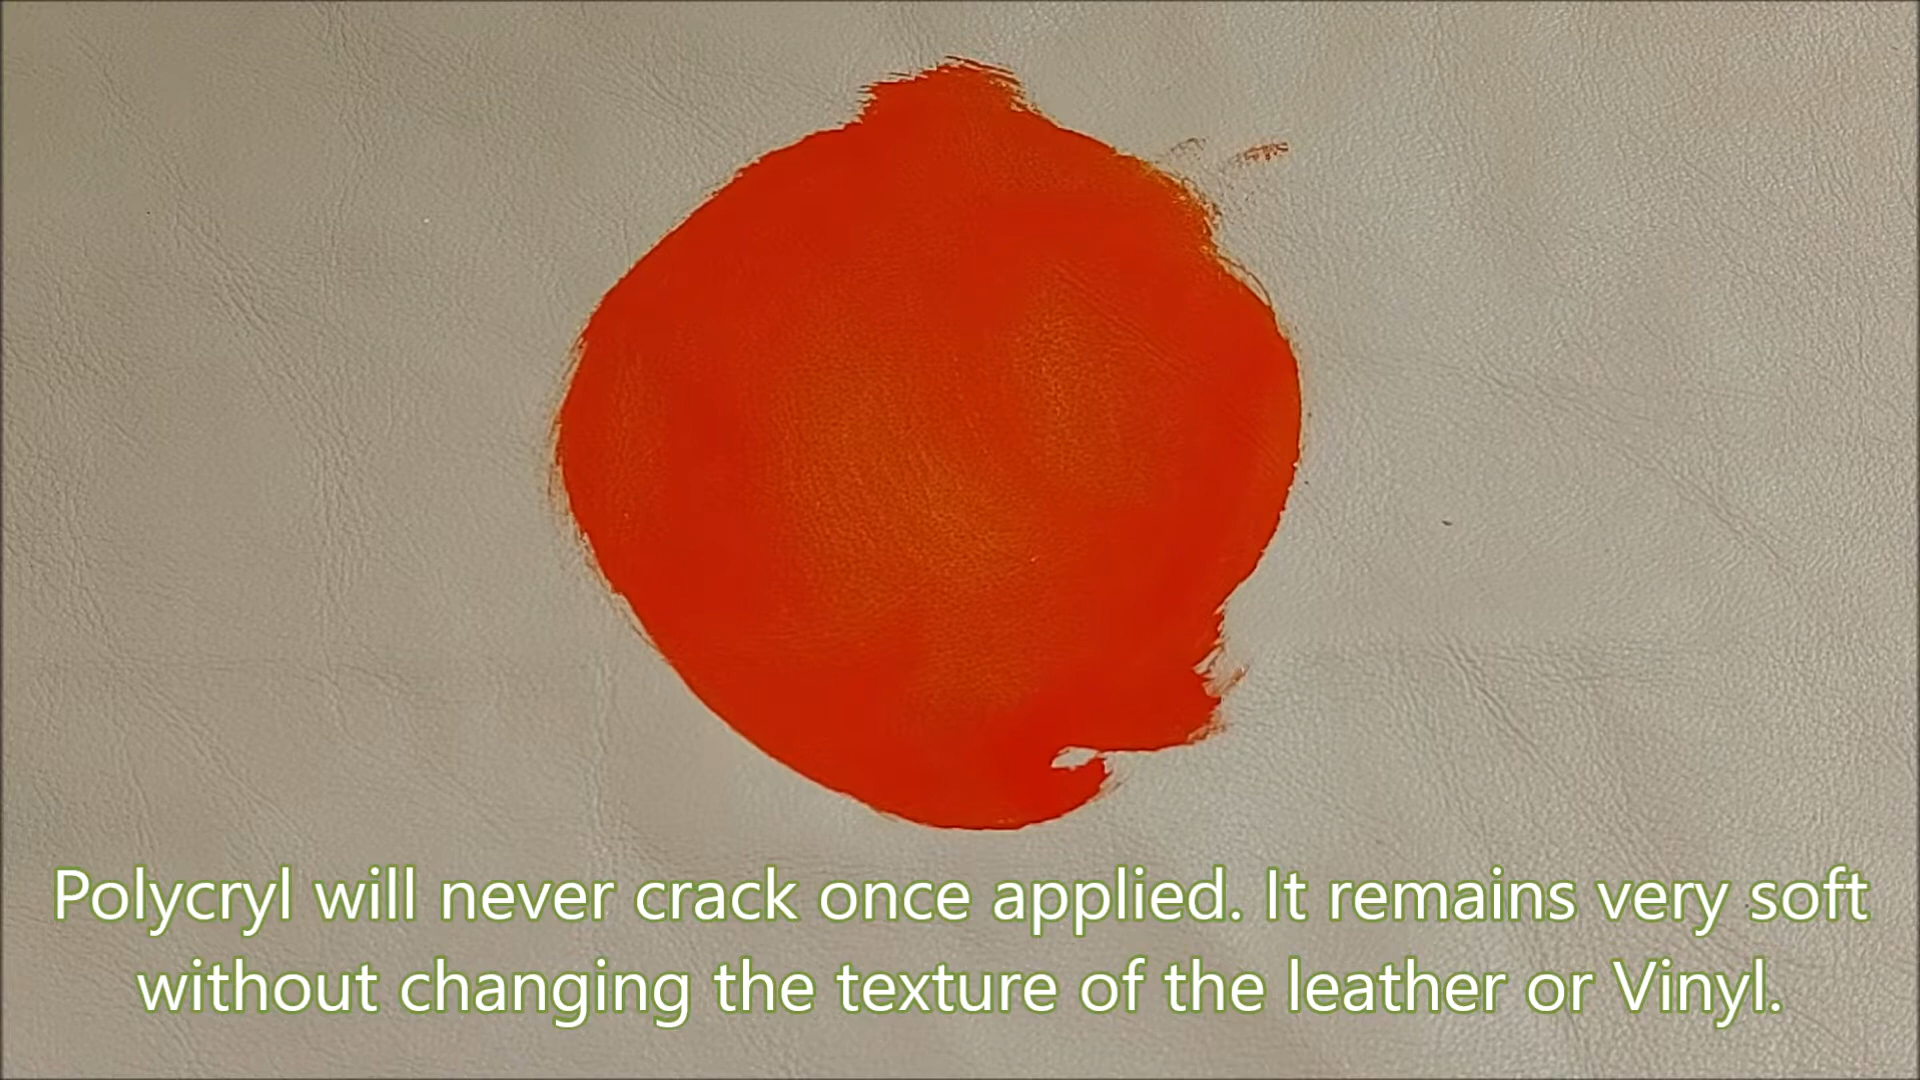 Polycryl will never crack once applied. It remains very soft
without changing the texture of the leather or Vinyl.